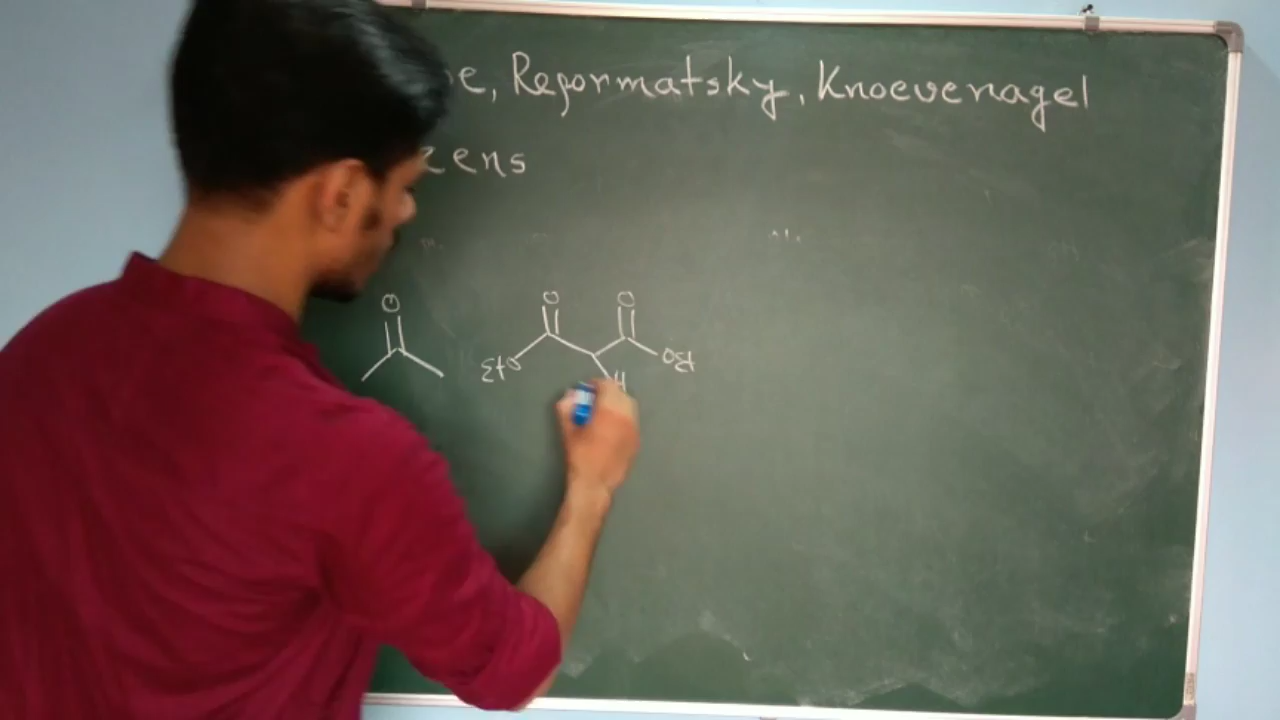 e, Reformatsky, Knoevenagel
zens
O O O
EtO OEt
H